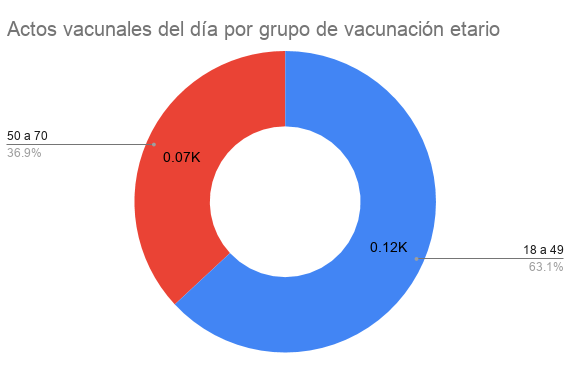 Actos vacunales del día por grupo de vacunación etario
50 a 70
36.9%
0.07K
0.12K
18 a 49
63.1%